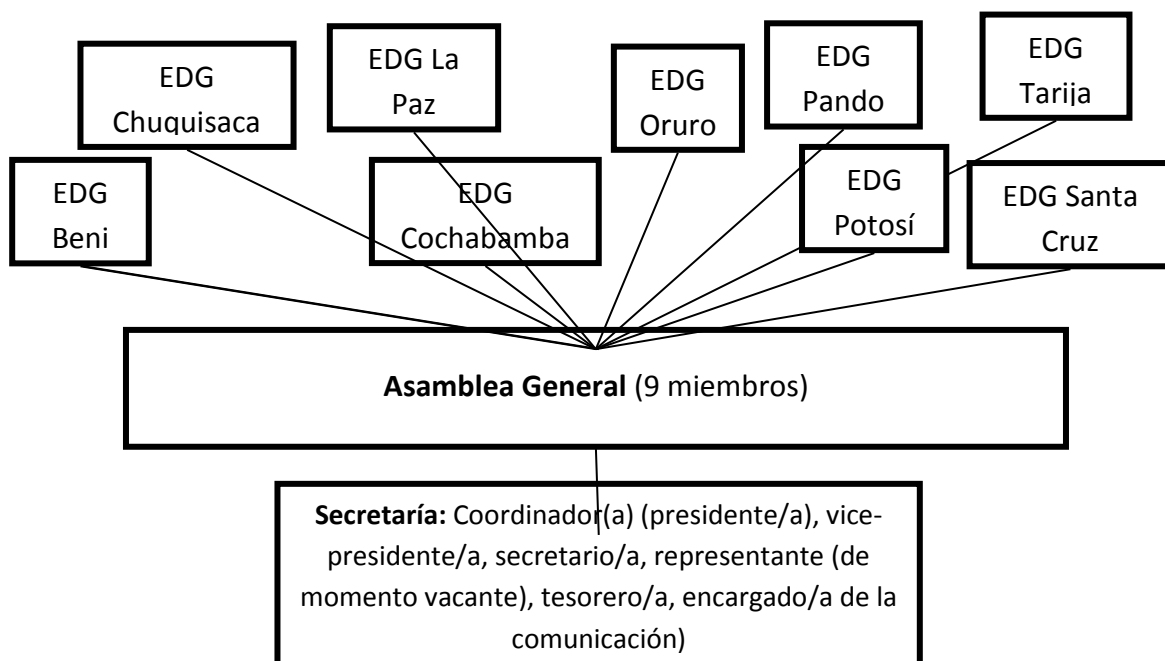 EDG
Chuquisaca
EDG La
Paz
EDG
Oruro
EDG
Pando
EDG
Tarija
EDG
Beni
EDG
Cochabamba
EDG
Potosí
EDG Santa
Cruz
Asamblea General (9 miembros)
Secretaría: Coordinador(a) (presidente/a), vice-
presidente/a, secretario/a, representante (de
momento vacante), tesorero/a, encargado/a de la
comunicación)